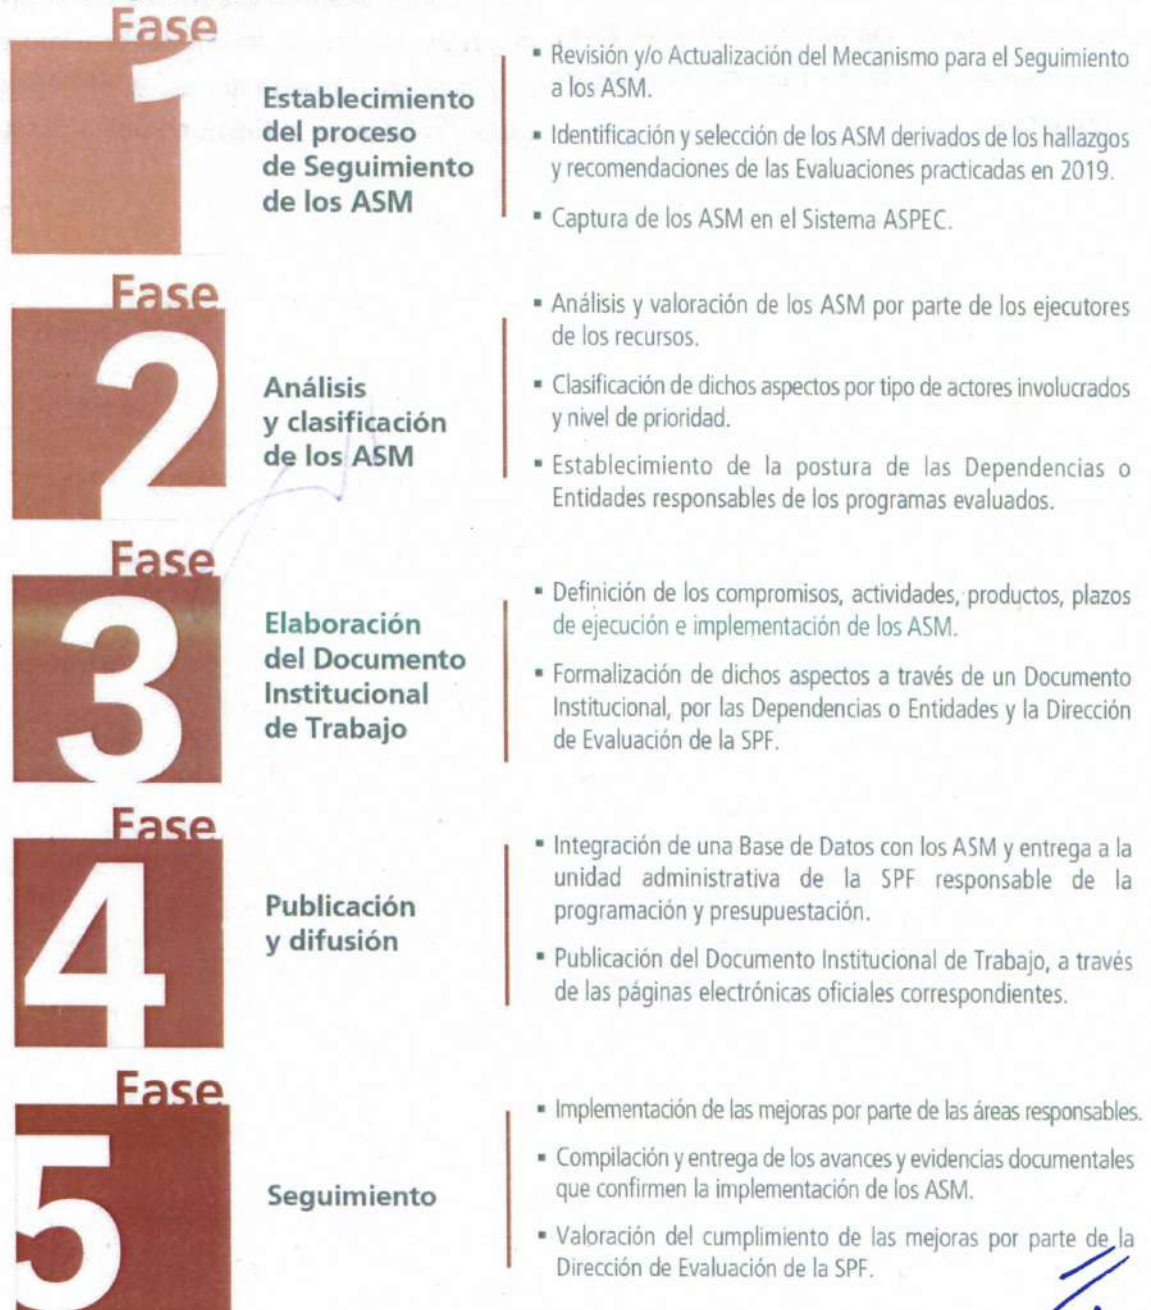 Fase
1
Establecimiento
del proceso
de Seguimiento
de los ASM
▪ Revisión y/o Actualización del Mecanismo para el Seguimiento
a los ASM.
▪ Identificación y selección de los ASM derivados de los hallazgos
y recomendaciones de las Evaluaciones practicadas en 2019.
▪ Captura de los ASM en el Sistema ASPEC.
Fase
2
Análisis
y clasificación
de los ASM
▪ Análisis y valoración de los ASM por parte de los ejecutores
de los recursos.
▪ Clasificación de dichos aspectos por tipo de actores involucrados
y nivel de prioridad.
▪ Establecimiento de la postura de las Dependencias o
Entidades responsables de los programas evaluados.
Fase
3
Elaboración
del Documento
Institucional
de Trabajo
▪ Definición de los compromisos, actividades, productos, plazos
de ejecución e implementación de los ASM.
▪ Formalización de dichos aspectos a través de un Documento
Institucional, por las Dependencias o Entidades y la Dirección
de Evaluación de la SPF.
Fase
4
Publicación
y difusión
▪ Integración de una Base de Datos con los ASM y entrega a la
unidad administrativa de la SPF responsable de la
programación y presupuestación.
▪ Publicación del Documento Institucional de Trabajo, a través
de las páginas electrónicas oficiales correspondientes.
Fase
5
Seguimiento
▪ Implementación de las mejoras por parte de las áreas responsables.
▪ Compilación y entrega de los avances y evidencias documentales
que confirmen la implementación de los ASM.
▪ Valoración del cumplimiento de las mejoras por parte de la
Dirección de Evaluación de la SPF.